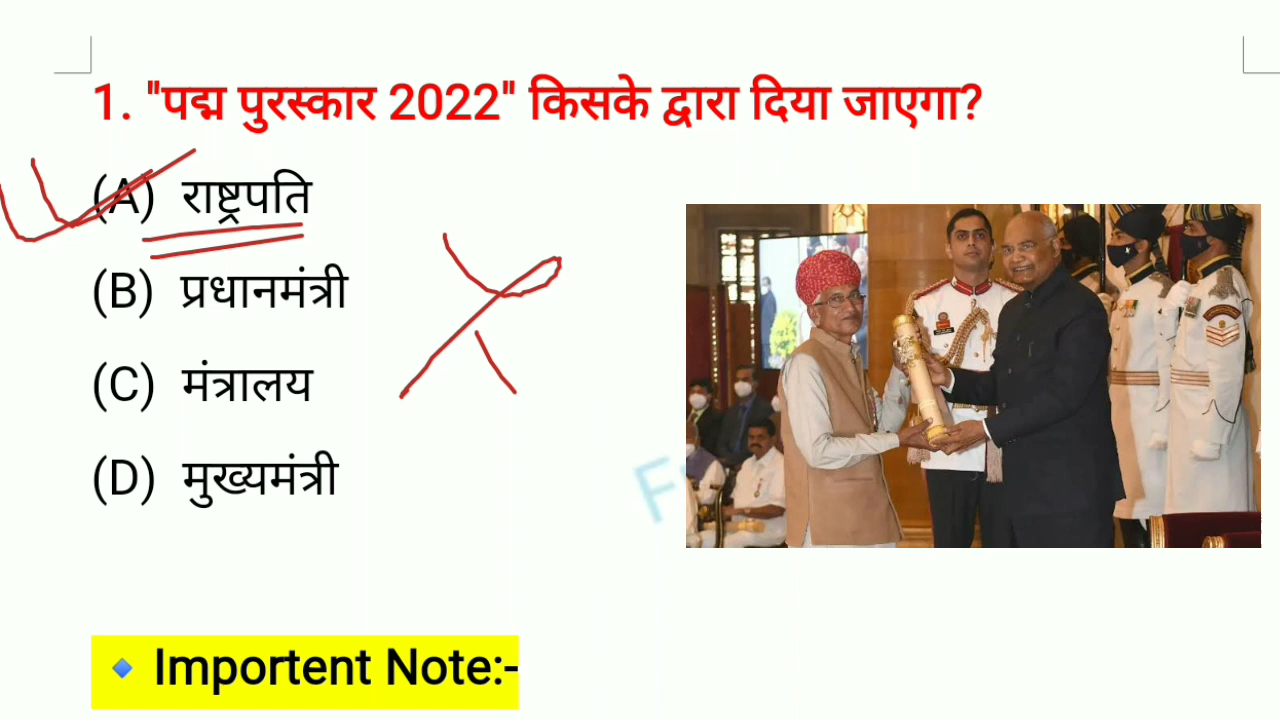 1. "पद्म पुरस्कार 2022" किसके द्वारा दिया जाएगा?
(A) राष्ट्रपति
(B) प्रधानमंत्री
(C) मंत्रालय
(D) मुख्यमंत्री
🔹 Importent Note:-